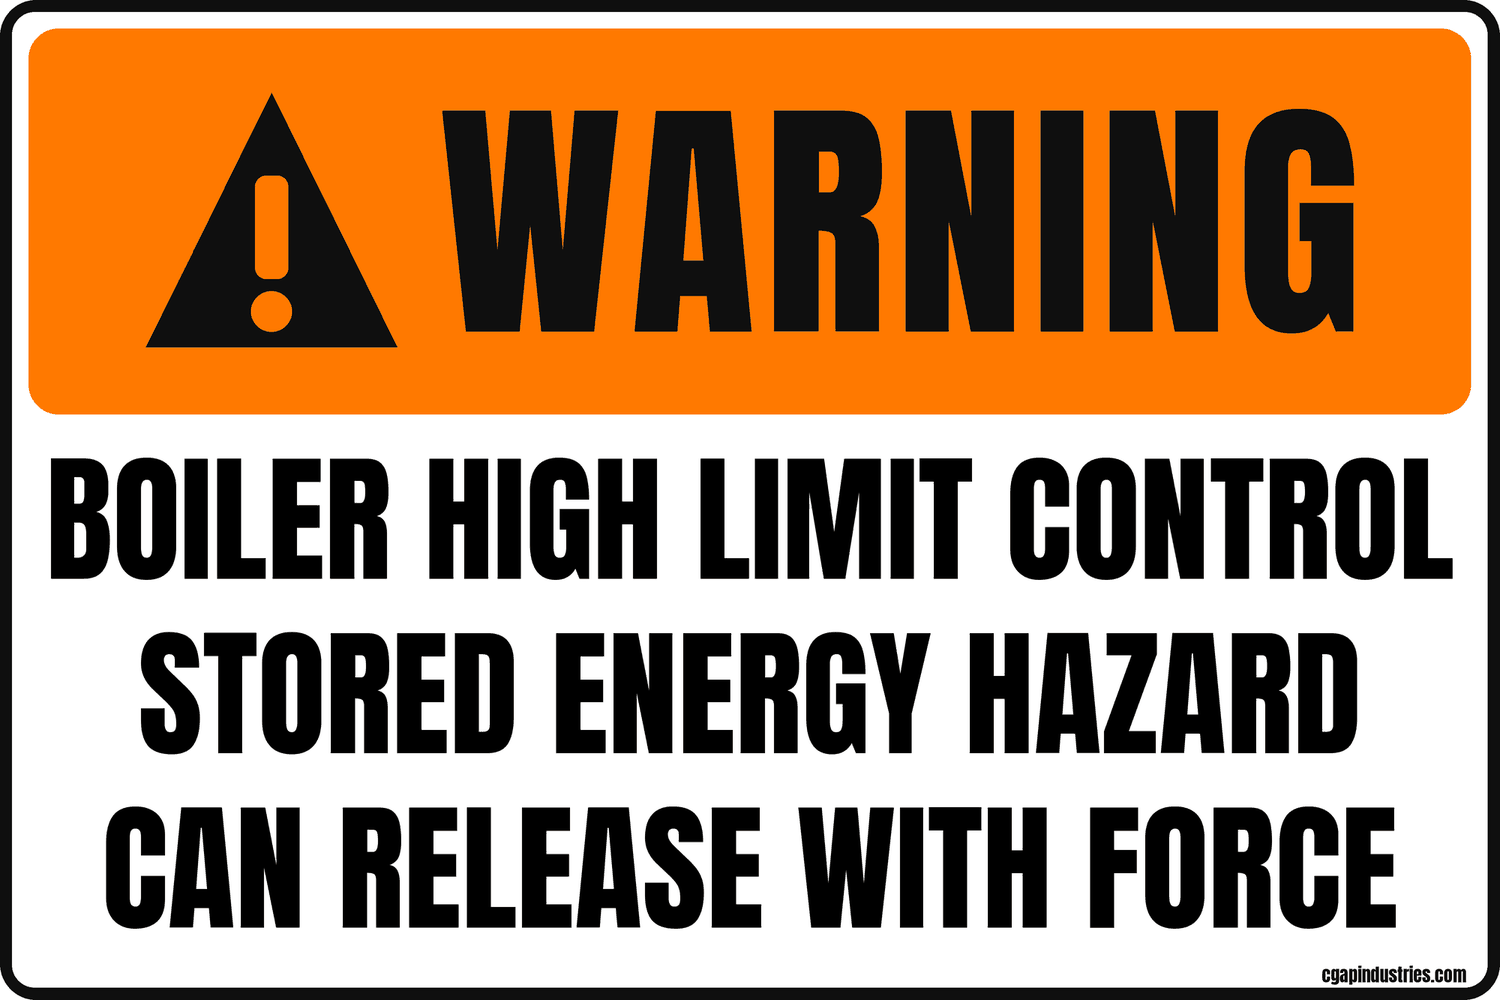 WARNING
BOILER HIGH LIMIT CONTROL
STORED ENERGY HAZARD
CAN RELEASE WITH FORCE
cgapindustries.com